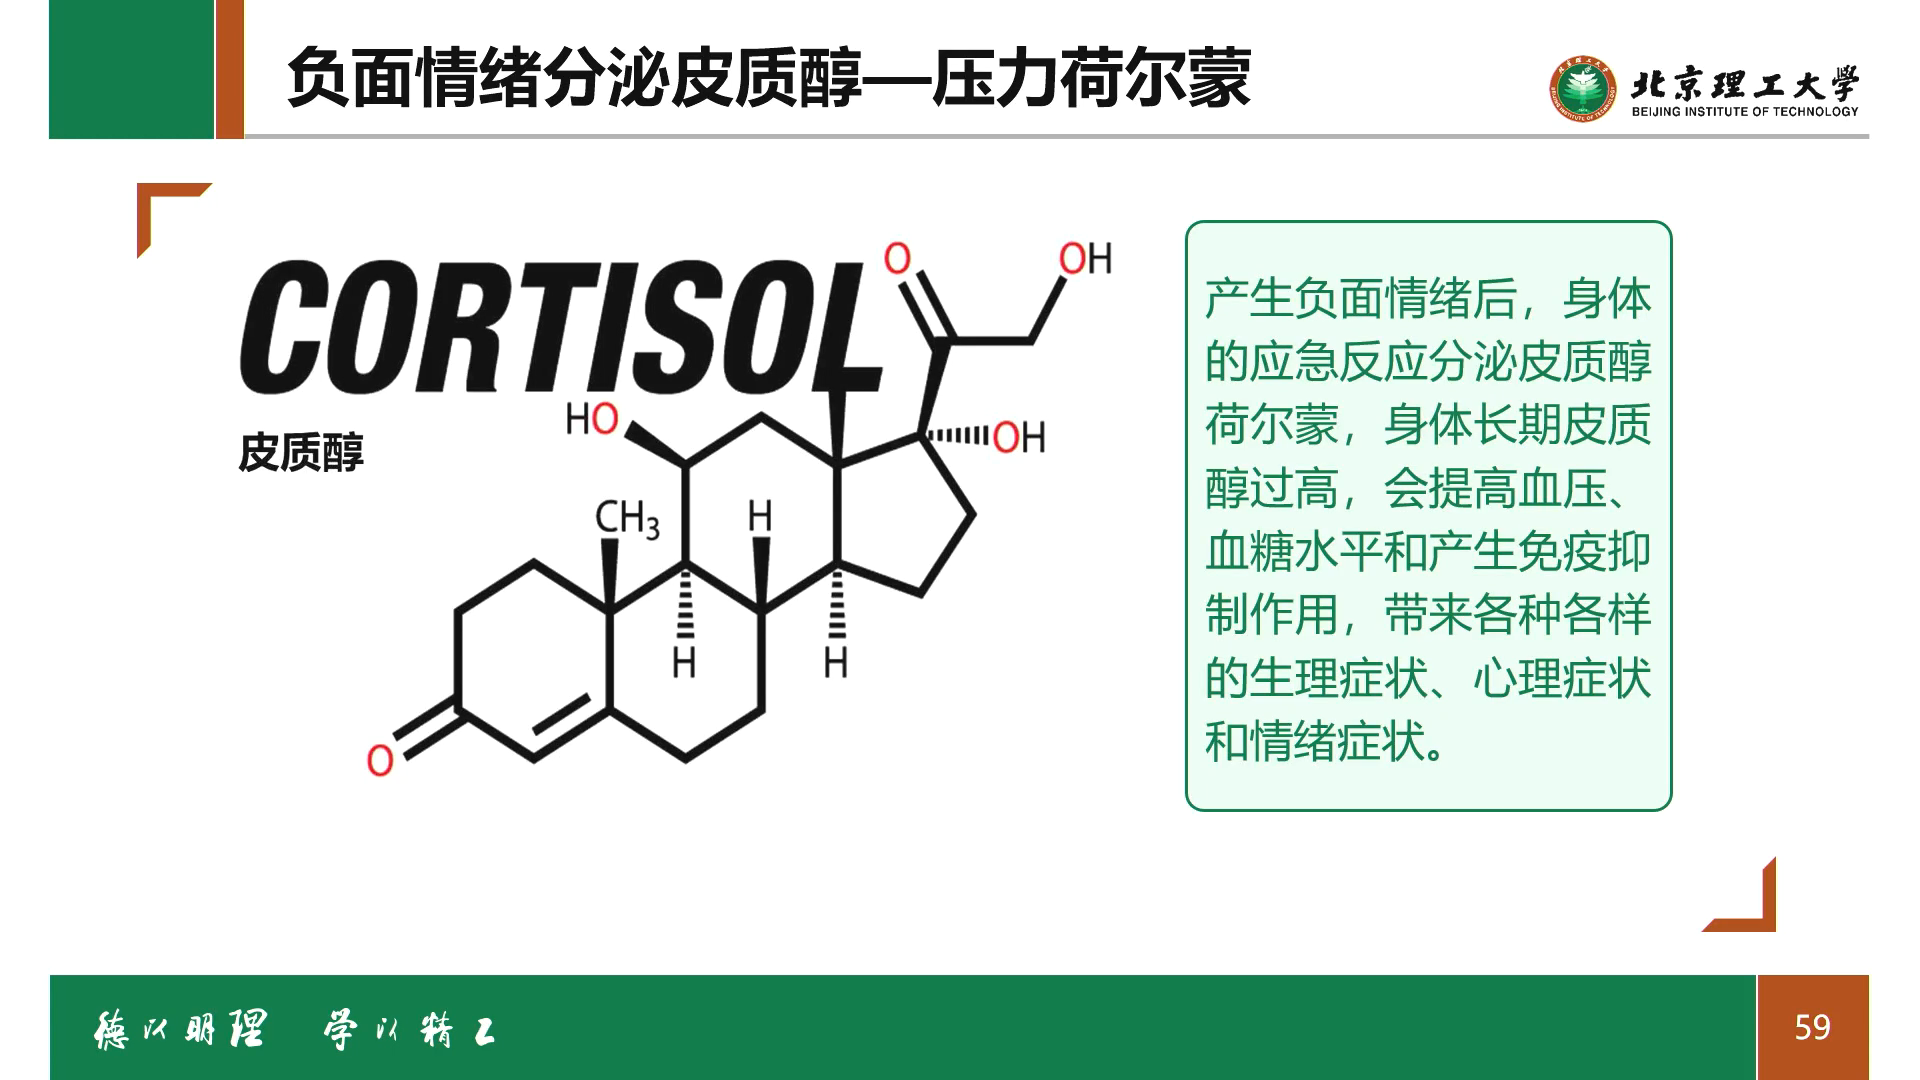 负面情绪分泌皮质醇—压力荷尔蒙
北京理工大学
BEIJING INSTITUTE OF TECHNOLOGY
CORTISOL
皮质醇
O
OH
HO
OH
CH3
H
H
H
O
产生负面情绪后，身体
的应急反应分泌皮质醇
荷尔蒙，身体长期皮质
醇过高，会提高血压、
血糖水平和产生免疫抑
制作用，带来各种各样
的生理症状、心理症状
和情绪症状。
德以明理 学以精工
59